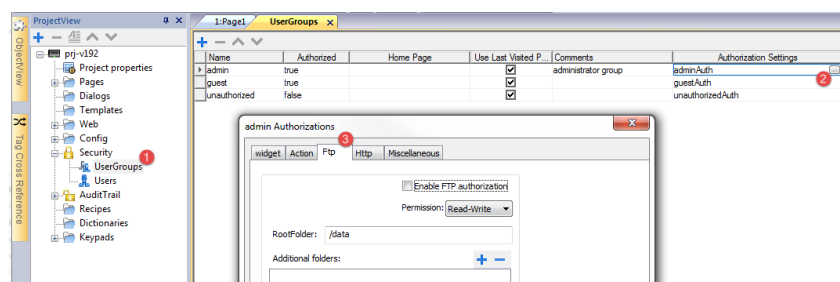 ProjectView
1:Page1
UserGroups
ObjectView
Tag Cross Reference
prj-v192
Project properties
Pages
Dialogs
Templates
Web
Config
Security
1
UserGroups
Users
AuditTrail
Recipes
Dictionaries
Keypads
Name Authorized Home Page Use Last Visited P... Comments Authorization Settings
admin true administrator group adminAuth ...
2
guest true guestAuth
unauthorized false unauthorizedAuth
admin Authorizations
3
widget Action Ftp Http Miscellaneous
Enable FTP authorization
Permission: Read-Write
RootFolder: /data
Additional folders: